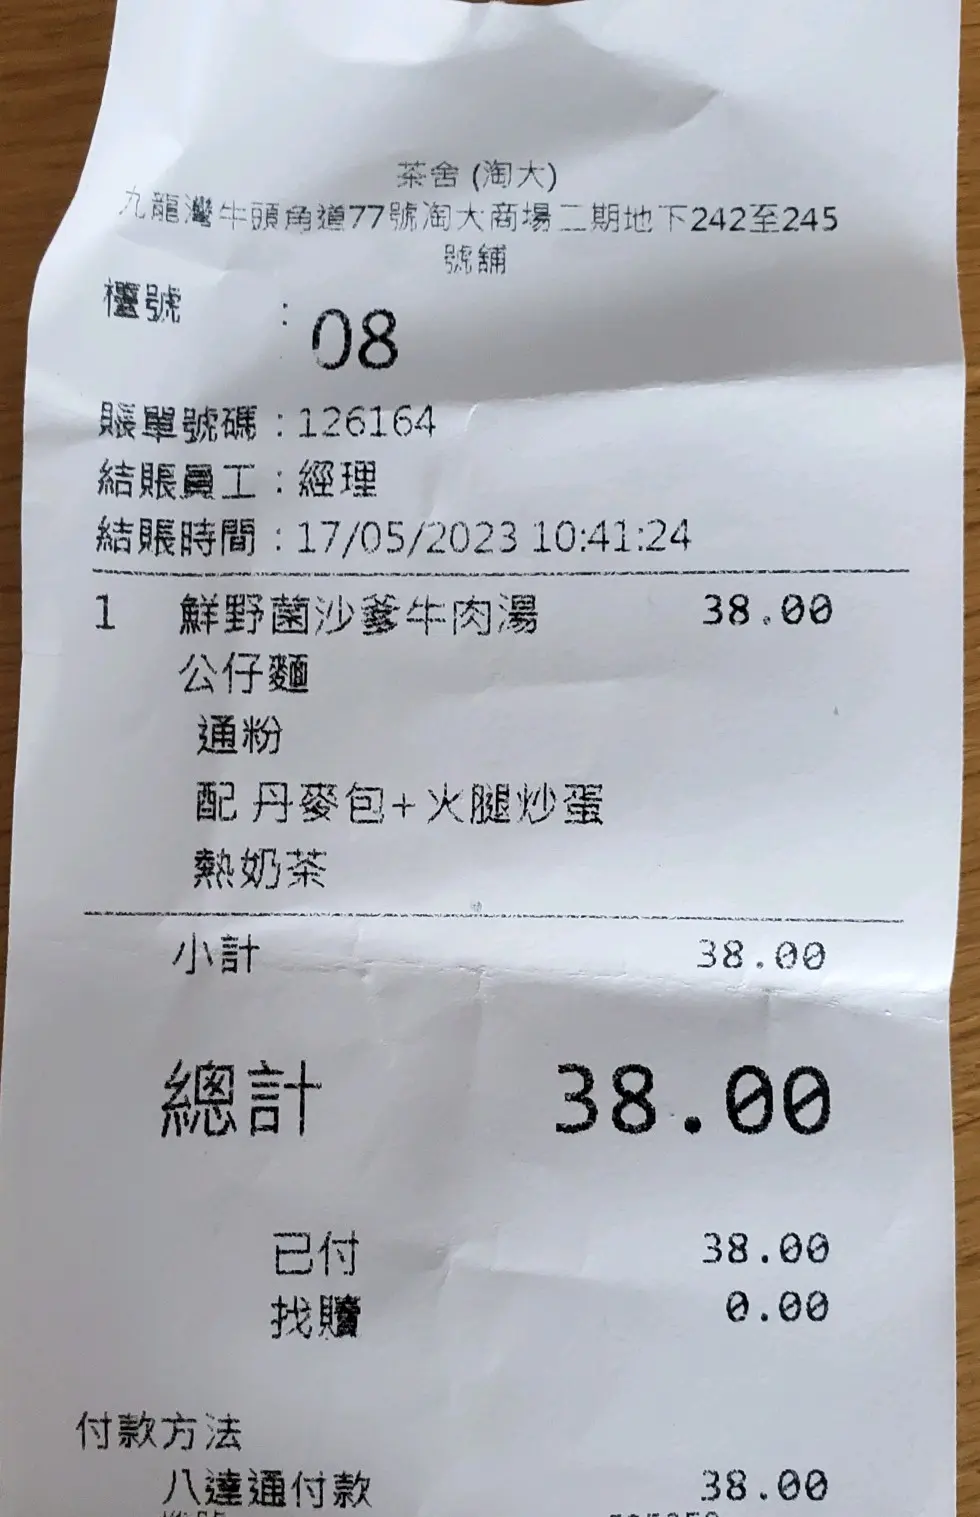 茶舍 (淘大)
九龍灣牛頭角道77號淘大商場二期地下242至245
號舖
檯號 : 08
賬單號碼 : 126164
結賬員工 : 經理
結賬時間 : 17/05/2023 10:41:24
1 鮮野菌沙爹牛肉湯 38.00
公仔麵
通粉
配 丹麥包+火腿炒蛋
熱奶茶
小計 38.00
總計 38.00
已付 38.00
找贖 0.00
付款方法
八達通付款 38.00